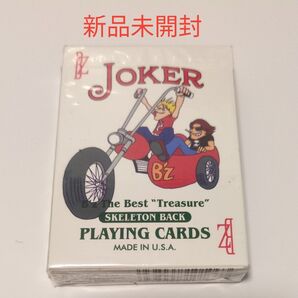 新品未開封
B'z
JOKER
B'z
B'z The Best "Treasure"
SKELETON BACK
PLAYING CARDS
MADE IN U.S.A.
B'z